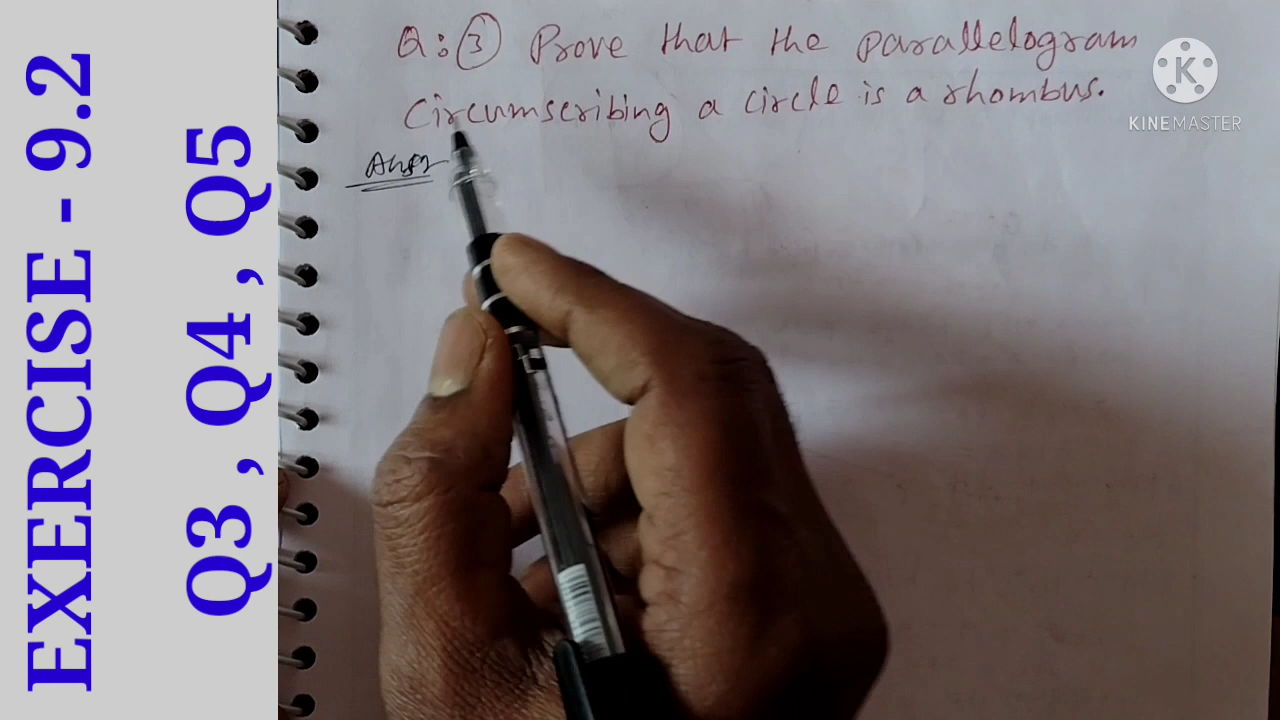 EXERCISE - 9.2
Q3 , Q4 , Q5
Q: 3 Prove that the parallelogram
circumscribing a circle is a rhombus.
Ans:
K
KINEMASTER